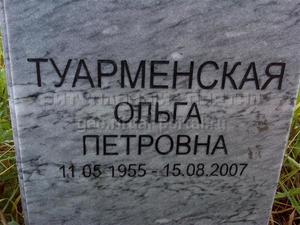 ТУАРМЕНСКАЯ
ОЛЬГА
ПЕТРОВНА
11 05 1955 - 15.08.2007